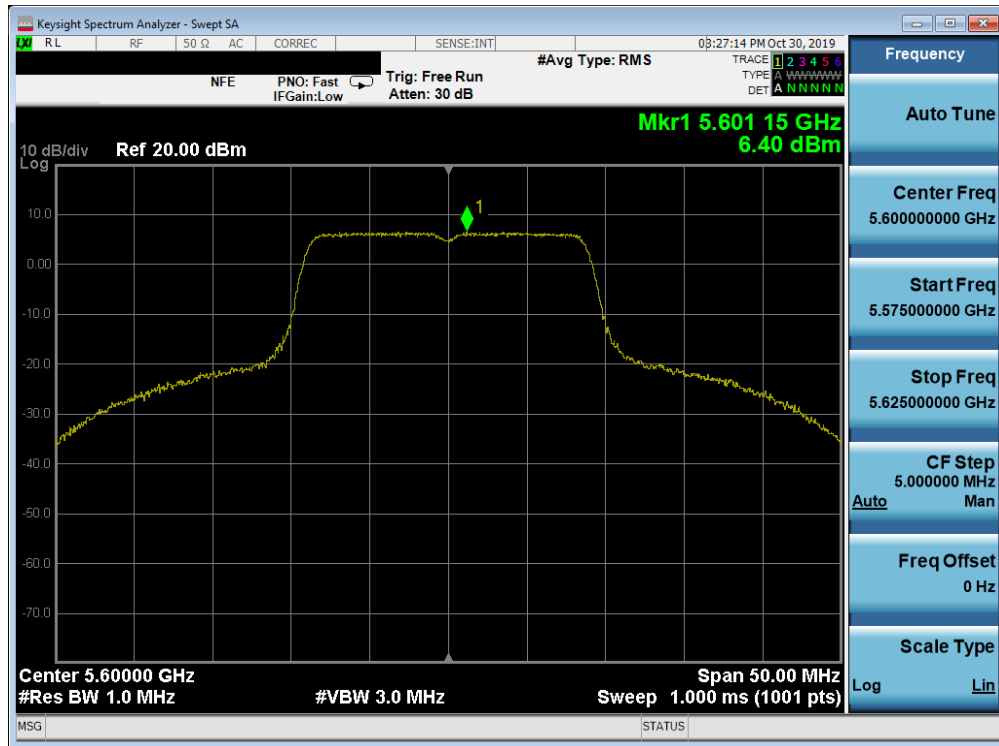 Keysight Spectrum Analyzer - Swept SA
LXI RL RF 50 Ω AC CORREC SENSE:INT 03:27:14 PM Oct 30, 2019
NFE PNO: Fast IFGain:Low
Trig: Free Run
Atten: 30 dB
#Avg Type: RMS
TRACE 1 2 3 4 5 6
TYPE A WWWWW
DET A N N N N N
Mkr1 5.601 15 GHz
6.40 dBm
10 dB/div Ref 20.00 dBm
Log
1
10.0
0.00
-10.0
-20.0
-30.0
-40.0
-50.0
-60.0
-70.0
Center 5.60000 GHz Span 50.00 MHz
#Res BW 1.0 MHz #VBW 3.0 MHz Sweep 1.000 ms (1001 pts)
MSG STATUS
Frequency
Auto Tune
Center Freq
5.600000000 GHz
Start Freq
5.575000000 GHz
Stop Freq
5.625000000 GHz
CF Step
5.000000 MHz
Auto Man
Freq Offset
0 Hz
Scale Type
Log Lin